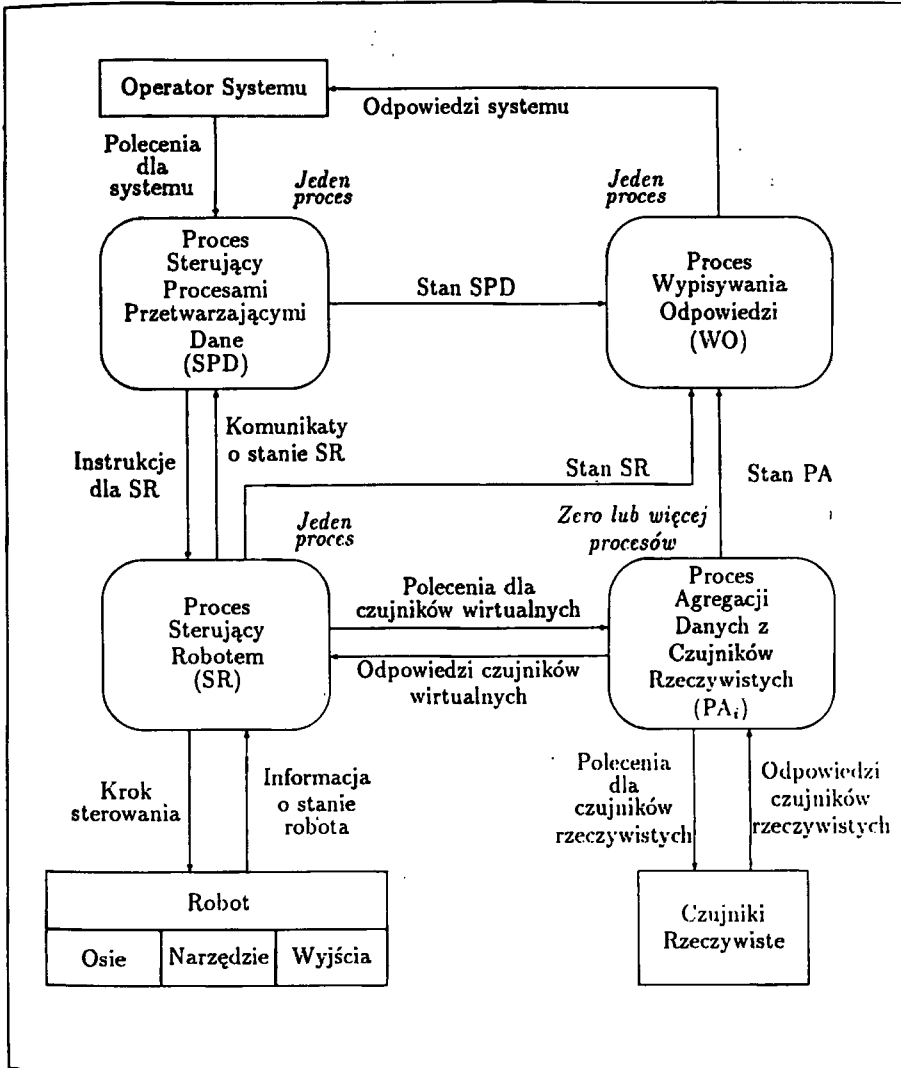 Operator Systemu
Odpowiedzi systemu
Polecenia
dla
systemu
Jeden
proces
Jeden
proces
Proces
Sterujący
Procesami
Przetwarzającymi
Dane
(SPD)
Stan SPD
Proces
Wypisywania
Odpowiedzi
(WO)
Instrukcje
dla SR
Komunikaty
o stanie SR
Stan SR
Stan PA
Jeden
proces
Zero lub więcej
procesów
Proces
Sterujący
Robotem
(SR)
Polecenia dla
czujników wirtualnych
Odpowiedzi czujników
wirtualnych
Proces
Agregacji
Danych z
Czujników
Rzeczywistych
(PAi)
Krok
sterowania
Informacja
o stanie
robota
Polecenia
dla
czujników
rzeczywistych
Odpowiedzi
czujników
rzeczywistych
Robot
Osie
Narzędzie
Wyjścia
Czujniki
Rzeczywiste